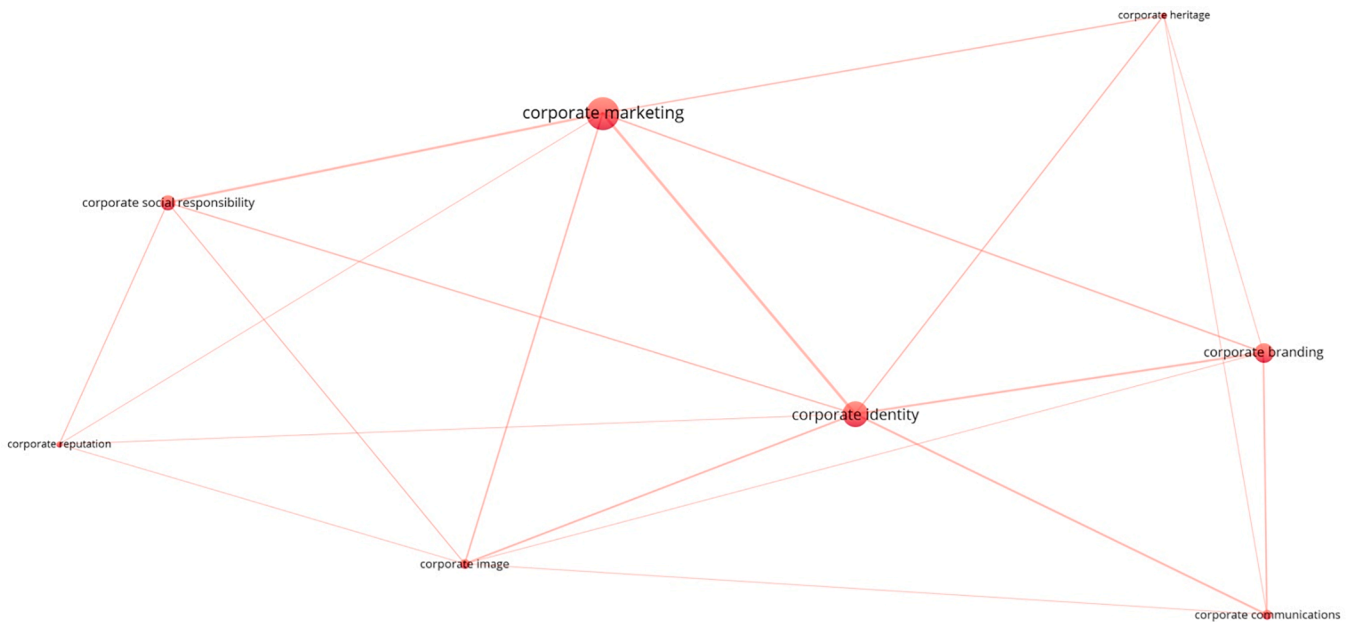 corporate heritage
corporate marketing
corporate social responsibility
corporate branding
corporate identity
corporate reputation
corporate image
corporate communications